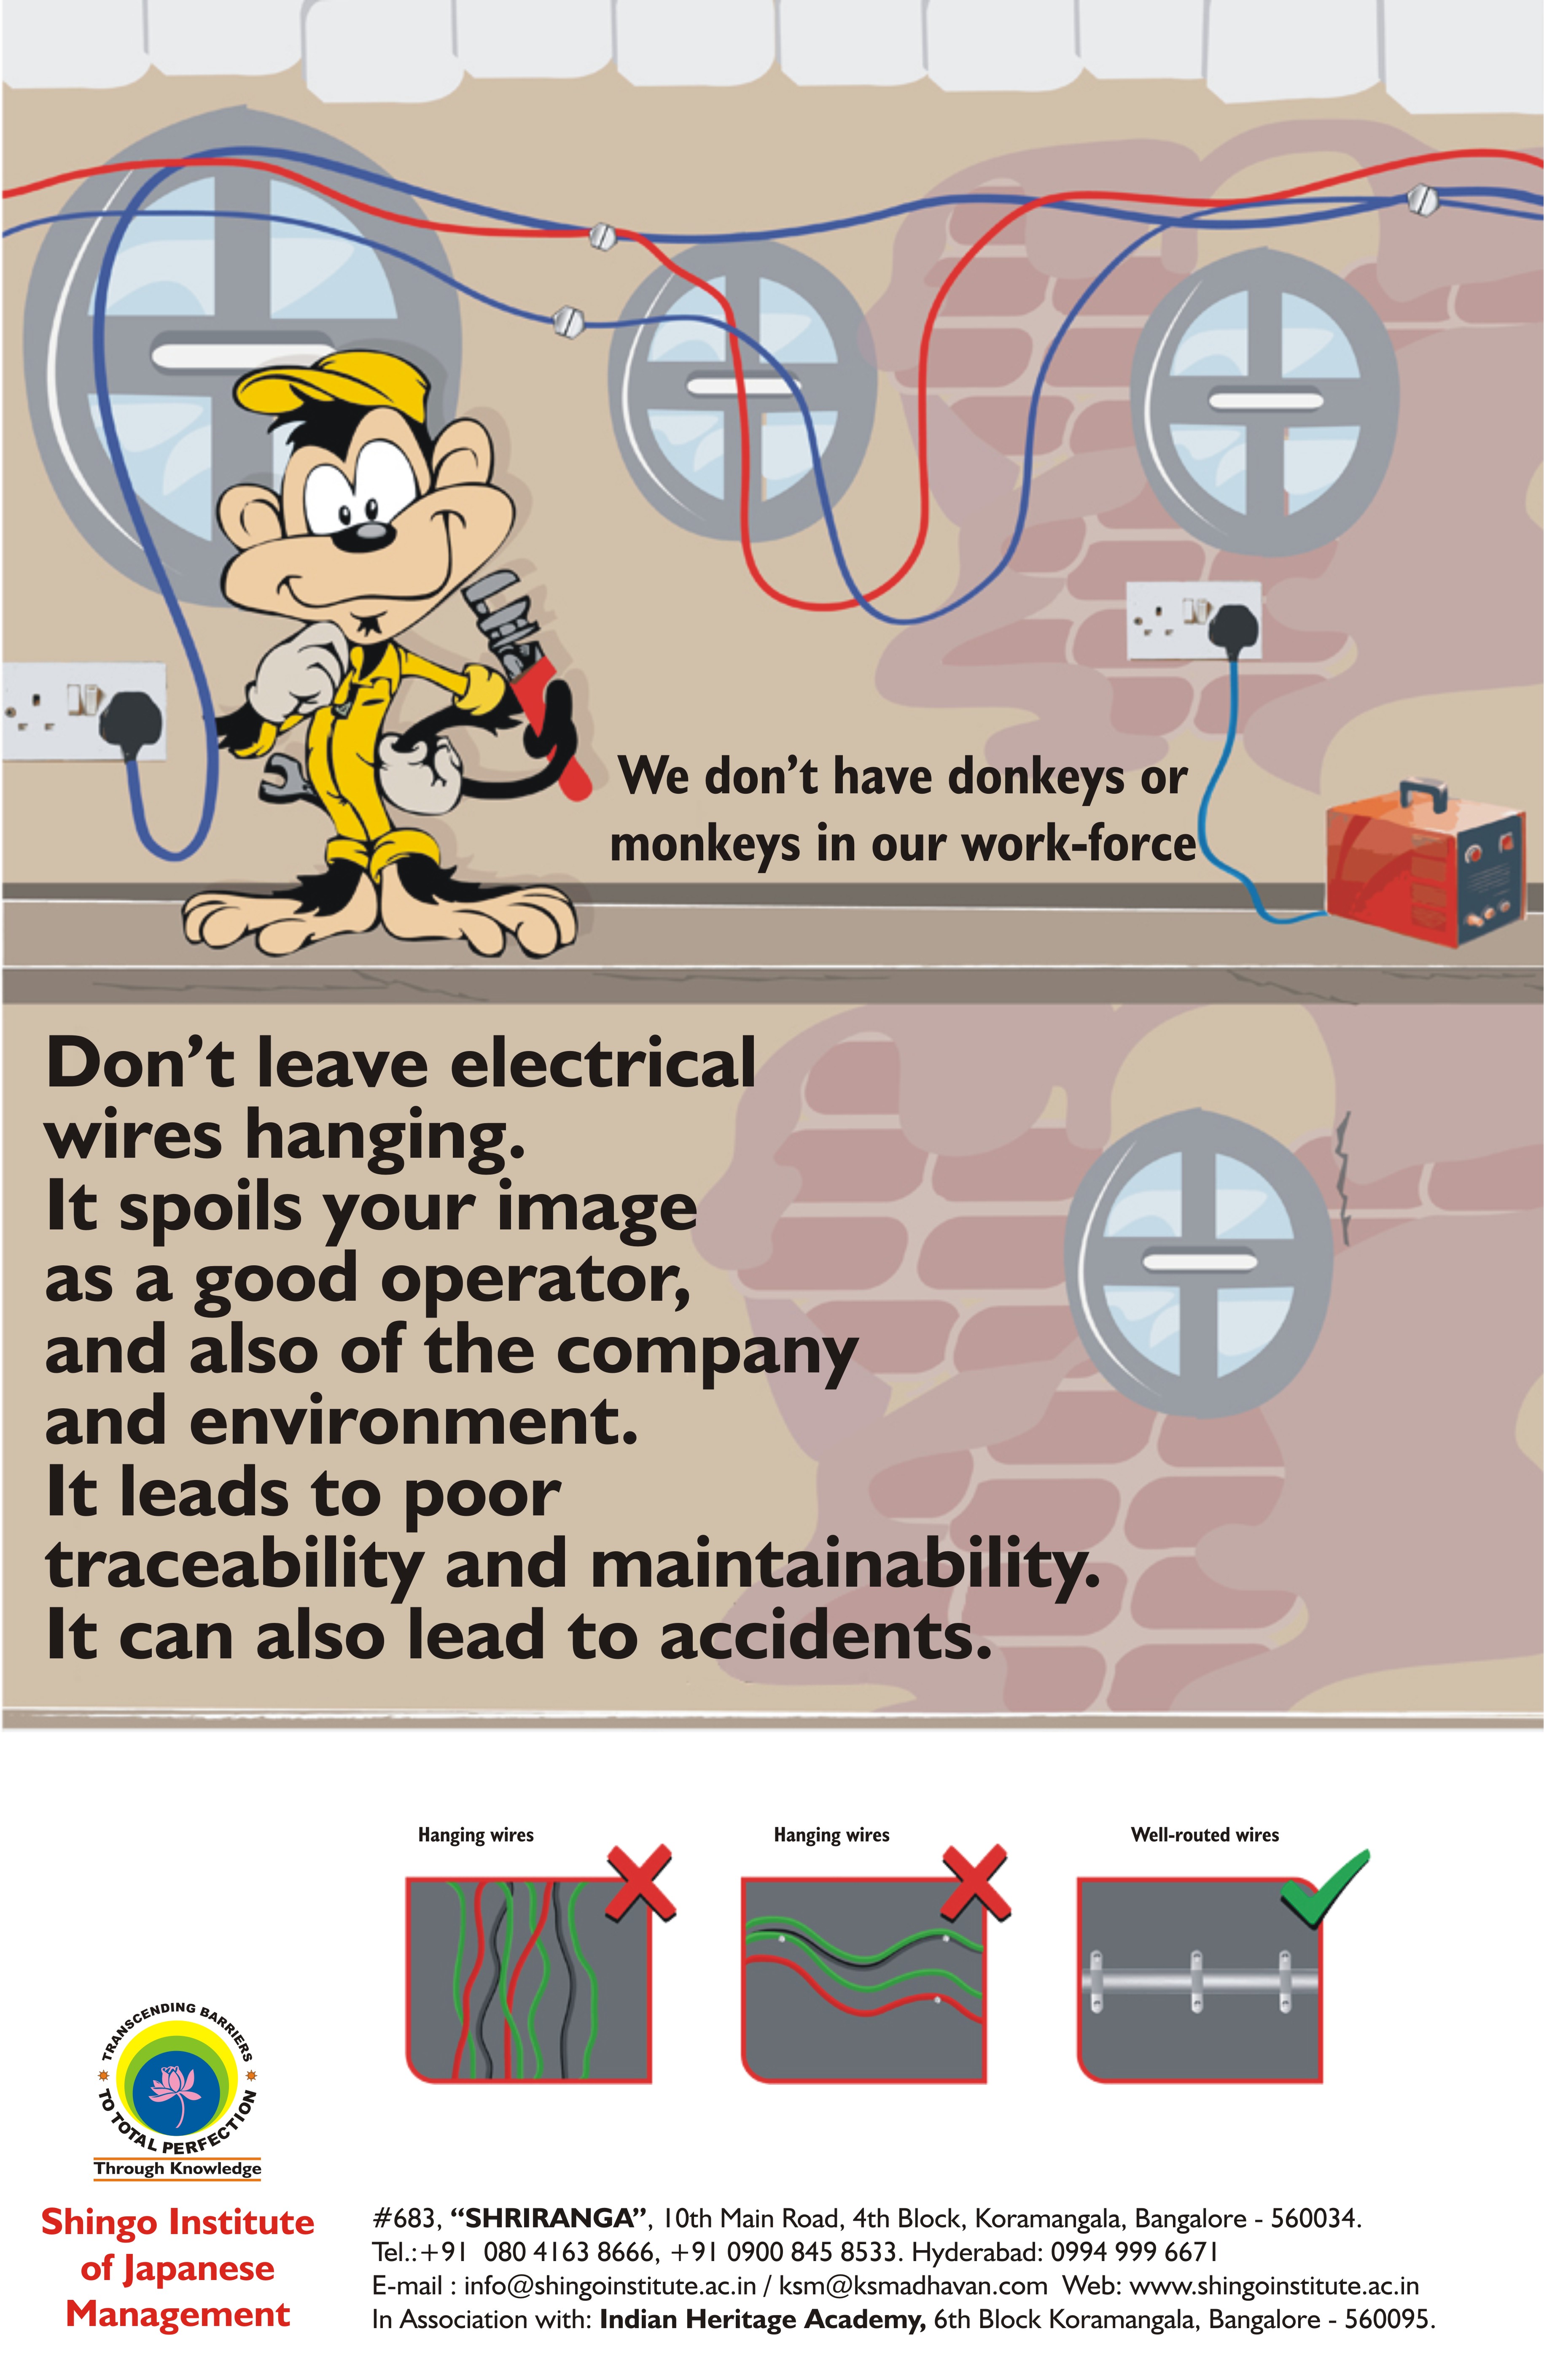 We don’t have donkeys or
monkeys in our work-force
Don’t leave electrical
wires hanging.
It spoils your image
as a good operator,
and also of the company
and environment.
It leads to poor
traceability and maintainability.
It can also lead to accidents.
Hanging wires
Hanging wires
Well-routed wires
TRANSCENDING BARRIERS
TO TOTAL PERFECTION
Through Knowledge
Shingo Institute
of Japanese
Management
#683, “SHRIRANGA”, 10th Main Road, 4th Block, Koramangala, Bangalore - 560034.
Tel.:+91 080 4163 8666, +91 0900 845 8533. Hyderabad: 0994 999 6671
E-mail : info@shingoinstitute.ac.in / ksm@ksmadhavan.com Web: www.shingoinstitute.ac.in
In Association with: Indian Heritage Academy, 6th Block Koramangala, Bangalore - 560095.